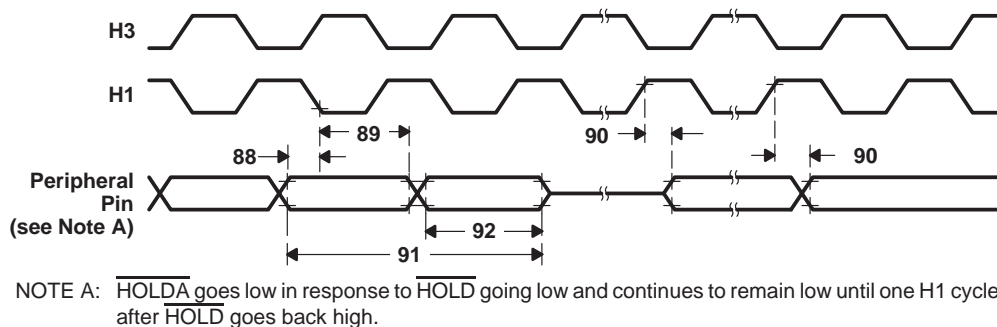 H3
H1
89
90
88
90
Peripheral
Pin
(see Note A)
92
91
NOTE A: HOLDA goes low in response to HOLD going low and continues to remain low until one H1 cycle
after HOLD goes back high.